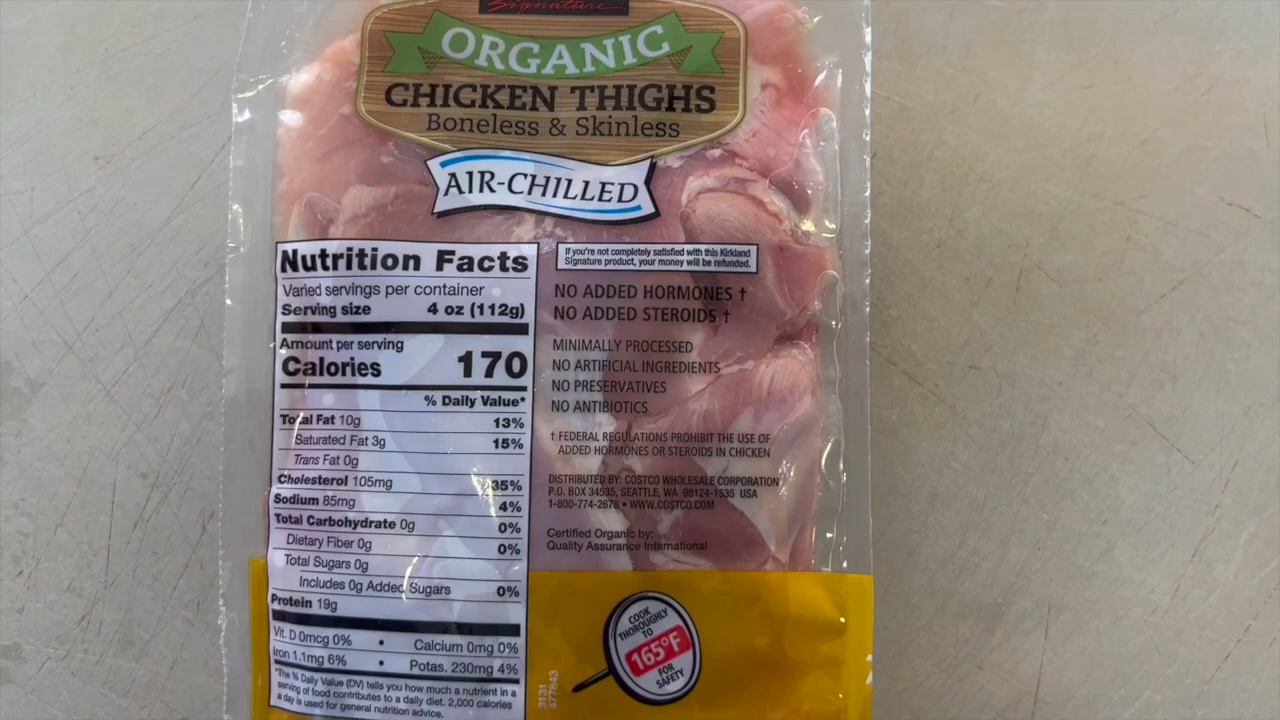 Signature
ORGANIC
CHICKEN THIGHS
Boneless & Skinless
AIR-CHILLED
Nutrition Facts
Varied servings per container
Serving size 4 oz (112g)
Amount per serving
Calories 170
% Daily Value*
Total Fat 10g 13%
Saturated Fat 3g 15%
Trans Fat 0g
Cholesterol 105mg 35%
Sodium 85mg 4%
Total Carbohydrate 0g 0%
Dietary Fiber 0g 0%
Total Sugars 0g
Includes 0g Added Sugars 0%
Protein 19g
Vit. D 0mcg 0% • Calcium 0mg 0%
Iron 1.1mg 6% • Potas. 230mg 4%
*The % Daily Value (DV) tells you how much a nutrient in a
serving of food contributes to a daily diet. 2,000 calories
a day is used for general nutrition advice.
If you're not completely satisfied with this Kirkland
Signature product, your money will be refunded.
NO ADDED HORMONES †
NO ADDED STEROIDS †
MINIMALLY PROCESSED
NO ARTIFICIAL INGREDIENTS
NO PRESERVATIVES
NO ANTIBIOTICS
† FEDERAL REGULATIONS PROHIBIT THE USE OF
ADDED HORMONES OR STEROIDS IN CHICKEN
DISTRIBUTED BY: COSTCO WHOLESALE CORPORATION
P.O. BOX 34535, SEATTLE, WA 98124-1535 USA
1-800-774-2678 • WWW.COSTCO.COM
Certified Organic by:
Quality Assurance International
COOK
THOROUGHLY
TO
165°F
FOR
SAFETY
3131
477643